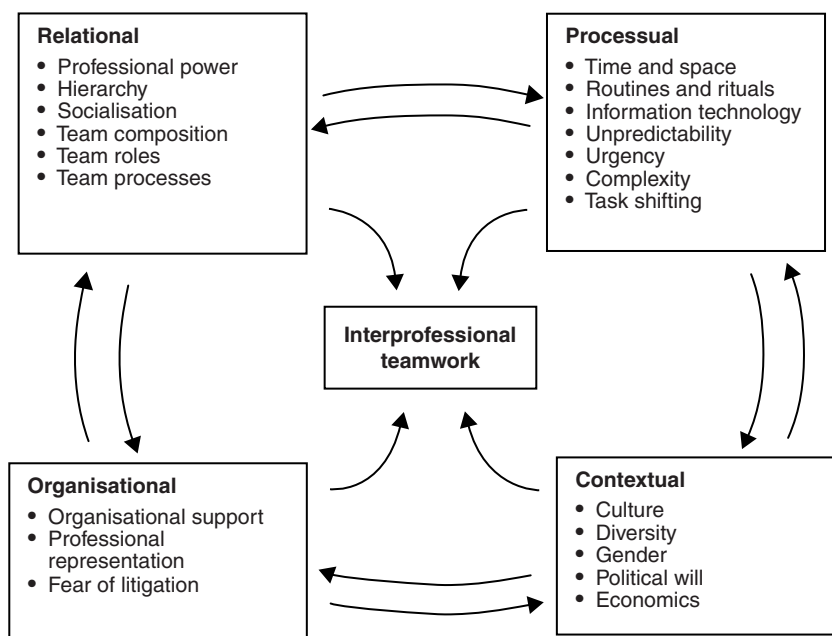 Relational
• Professional power
• Hierarchy
• Socialisation
• Team composition
• Team roles
• Team processes
Processual
• Time and space
• Routines and rituals
• Information technology
• Unpredictability
• Urgency
• Complexity
• Task shifting
Interprofessional
teamwork
Organisational
• Organisational support
• Professional
representation
• Fear of litigation
Contextual
• Culture
• Diversity
• Gender
• Political will
• Economics